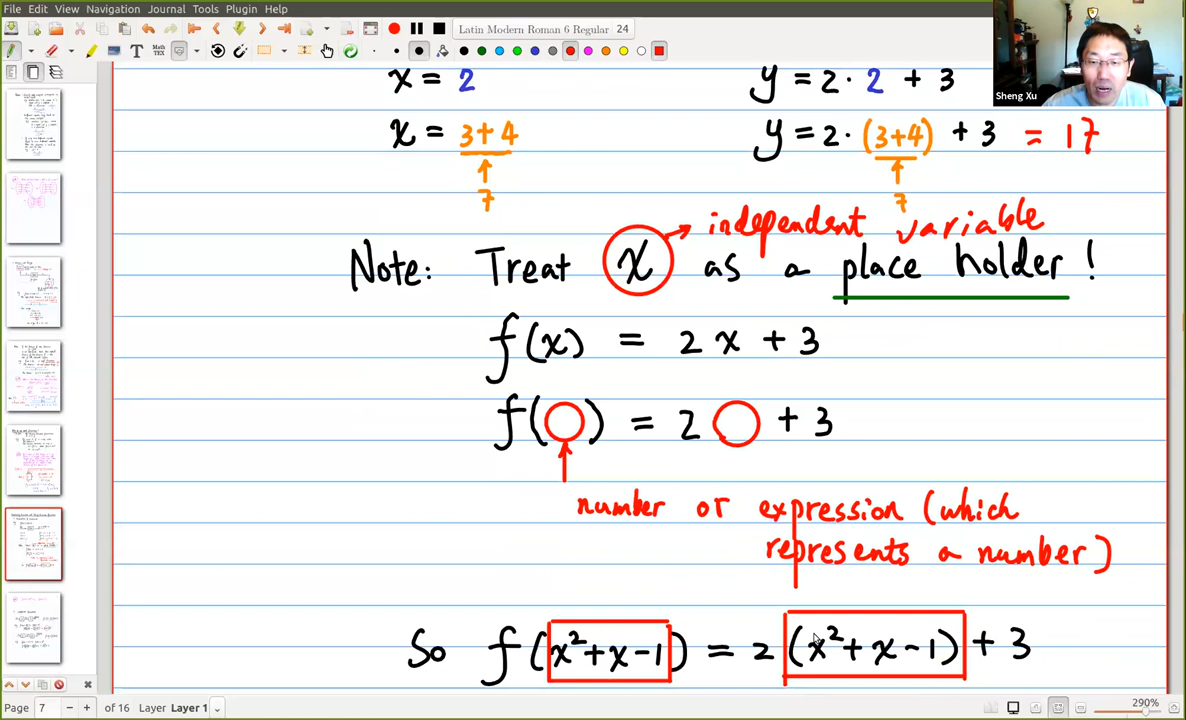 File Edit View Navigation Journal Tools Plugin Help
Latin Modern Roman 6 Regular 24
Sheng Xu
x = 2 y = 2 · 2 + 3
x = 3+4 y = 2 · (3+4) + 3 = 17
7 7
independent variable
Note: Treat x as a place holder !
f(x) = 2x + 3
f( ) = 2 + 3
number or expression (which
represents a number)
So f(x²+x-1) = 2(x²+x-1) + 3
Page 7 of 16 Layer Layer 1 290%